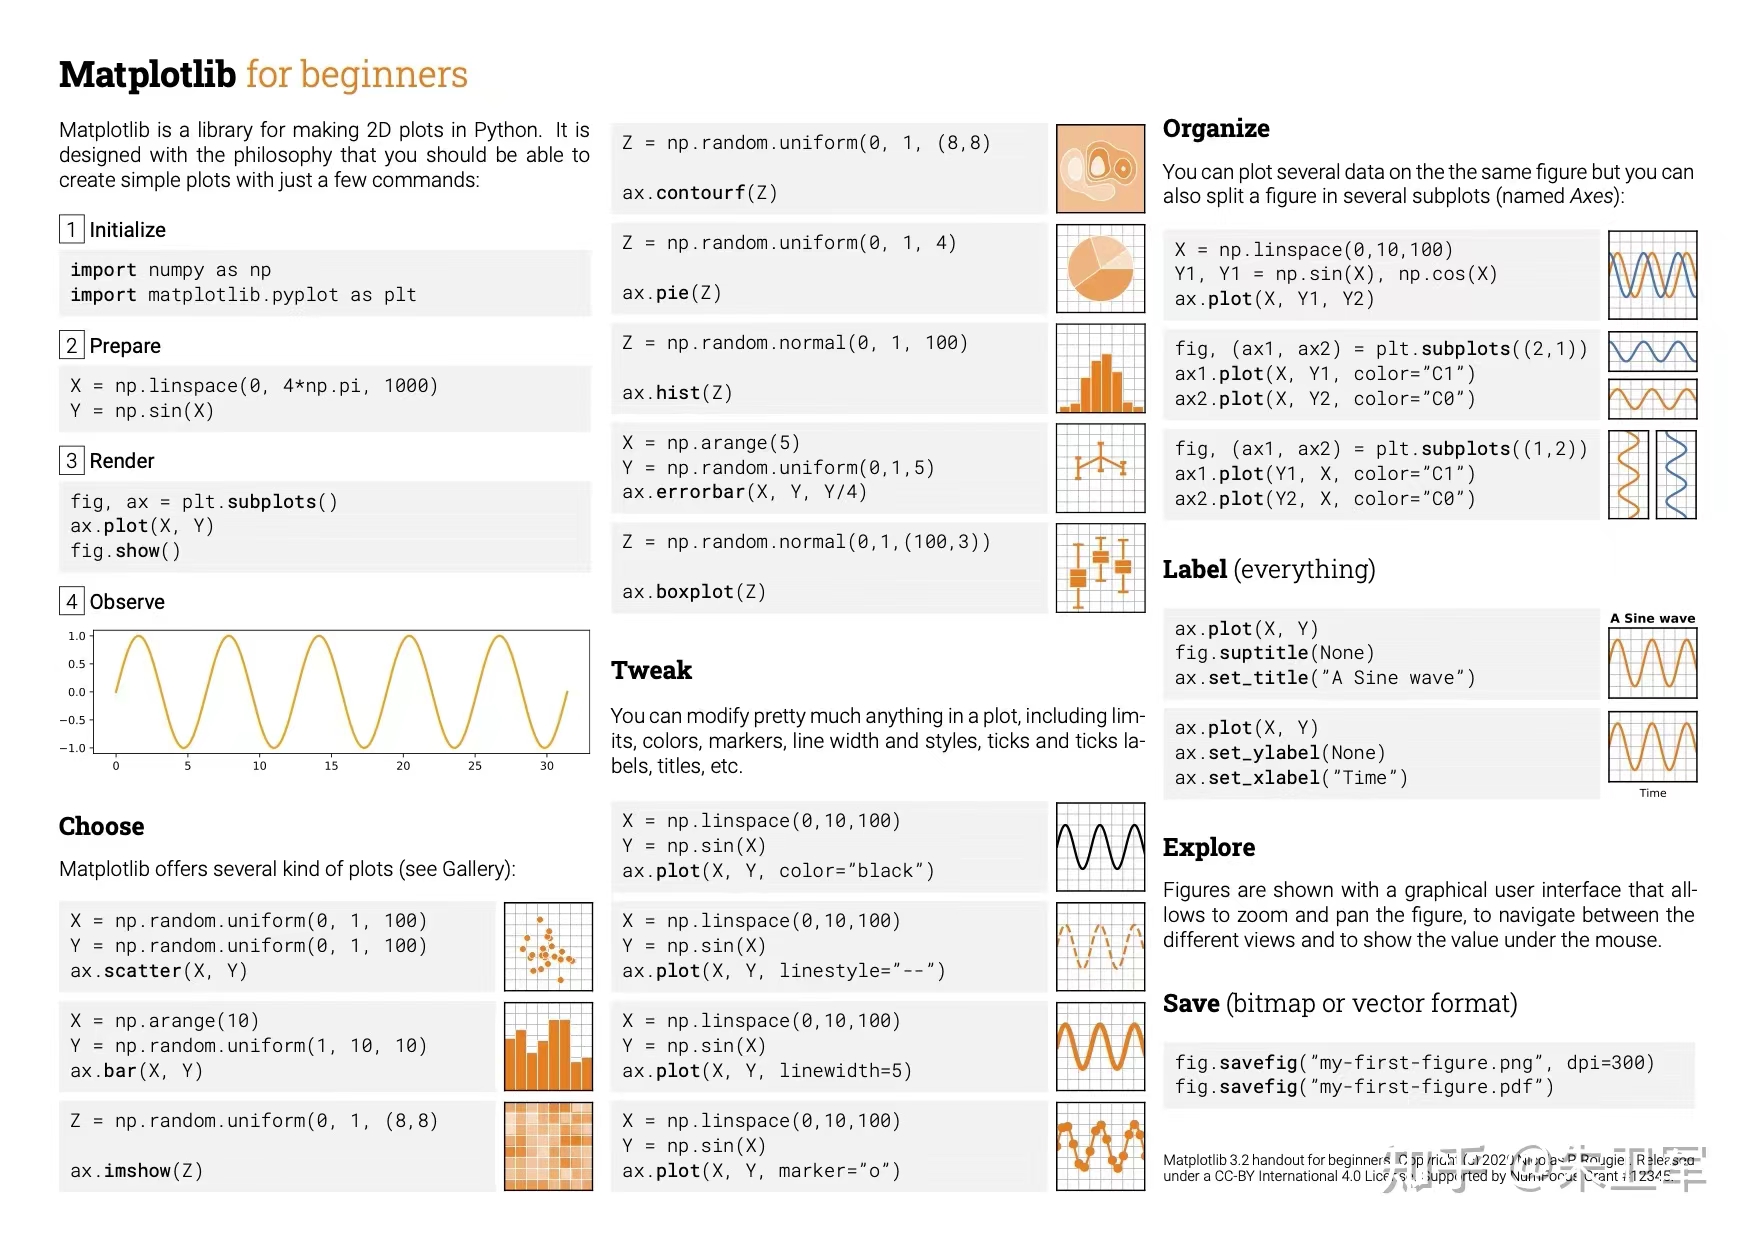 Matplotlib for beginners
Matplotlib is a library for making 2D plots in Python. It is
designed with the philosophy that you should be able to
create simple plots with just a few commands:
1 Initialize
import numpy as np
import matplotlib.pyplot as plt
2 Prepare
X = np.linspace(0, 4*np.pi, 1000)
Y = np.sin(X)
3 Render
fig, ax = plt.subplots()
ax.plot(X, Y)
fig.show()
4 Observe
1.0
0.5
0.0
−0.5
−1.0
0 5 10 15 20 25 30
Choose
Matplotlib offers several kind of plots (see Gallery):
X = np.random.uniform(0, 1, 100)
Y = np.random.uniform(0, 1, 100)
ax.scatter(X, Y)
X = np.arange(10)
Y = np.random.uniform(1, 10, 10)
ax.bar(X, Y)
Z = np.random.uniform(0, 1, (8,8)
ax.imshow(Z)
Z = np.random.uniform(0, 1, (8,8)
ax.contourf(Z)
Z = np.random.uniform(0, 1, 4)
ax.pie(Z)
Z = np.random.normal(0, 1, 100)
ax.hist(Z)
X = np.arange(5)
Y = np.random.uniform(0,1,5)
ax.errorbar(X, Y, Y/4)
Z = np.random.normal(0,1,(100,3))
ax.boxplot(Z)
Tweak
You can modify pretty much anything in a plot, including lim-
its, colors, markers, line width and styles, ticks and ticks la-
bels, titles, etc.
X = np.linspace(0,10,100)
Y = np.sin(X)
ax.plot(X, Y, color="black")
X = np.linspace(0,10,100)
Y = np.sin(X)
ax.plot(X, Y, linestyle="--")
X = np.linspace(0,10,100)
Y = np.sin(X)
ax.plot(X, Y, linewidth=5)
X = np.linspace(0,10,100)
Y = np.sin(X)
ax.plot(X, Y, marker="o")
Organize
You can plot several data on the the same figure but you can
also split a figure in several subplots (named Axes):
X = np.linspace(0,10,100)
Y1, Y1 = np.sin(X), np.cos(X)
ax.plot(X, Y1, Y2)
fig, (ax1, ax2) = plt.subplots((2,1))
ax1.plot(X, Y1, color="C1")
ax2.plot(X, Y2, color="C0")
fig, (ax1, ax2) = plt.subplots((1,2))
ax1.plot(Y1, X, color="C1")
ax2.plot(Y2, X, color="C0")
Label (everything)
ax.plot(X, Y)
fig.suptitle(None)
ax.set_title("A Sine wave")
A Sine wave
ax.plot(X, Y)
ax.set_ylabel(None)
ax.set_xlabel("Time")
Time
Explore
Figures are shown with a graphical user interface that al-
lows to zoom and pan the figure, to navigate between the
different views and to show the value under the mouse.
Save (bitmap or vector format)
fig.savefig("my-first-figure.png", dpi=300)
fig.savefig("my-first-figure.pdf")
Matplotlib 3.2 handout for beginners. Copyright (c) 2020 Nicolas P. Rougier. Released
under a CC-BY International 4.0 License. Supported by NumFocus Grant #12345.
知乎 @朱卫军